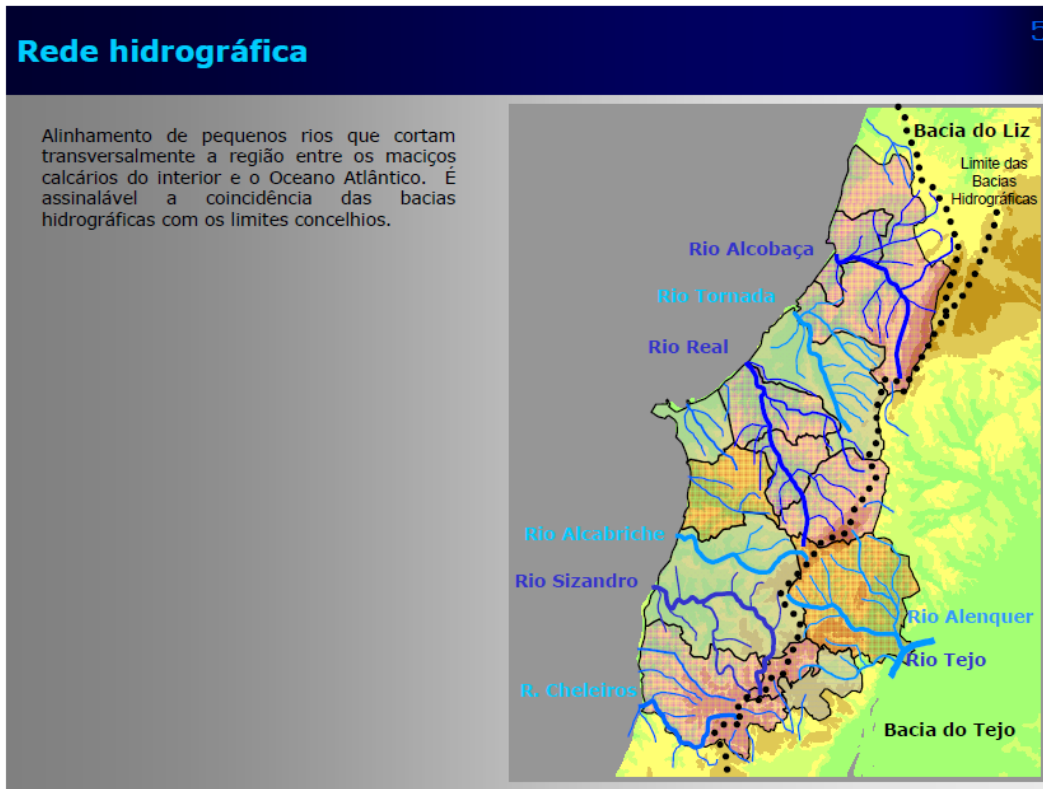 5
Rede hidrográfica
Alinhamento de pequenos rios que cortam
transversalmente a região entre os maciços
calcários do interior e o Oceano Atlântico. É
assinalável a coincidência das bacias
hidrográficas com os limites concelhios.
Bacia do Liz
Limite das
Bacias
Hidrográficas
Rio Alcobaça
Rio Tornada
Rio Real
Rio Alcabriche
Rio Sizandro
Rio Alenquer
Rio Tejo
R. Cheleiros
Bacia do Tejo